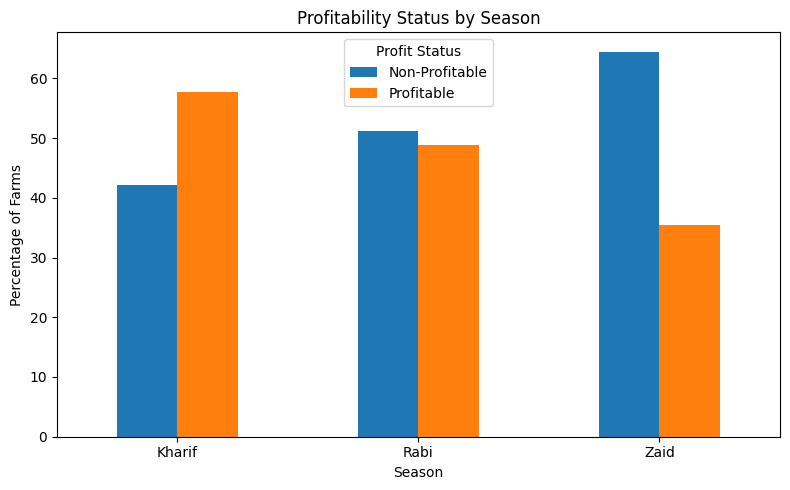 Profitability Status by Season
Profit Status
Non-Profitable
Profitable
Percentage of Farms
60
50
40
30
20
10
0
Kharif Rabi Zaid
Season